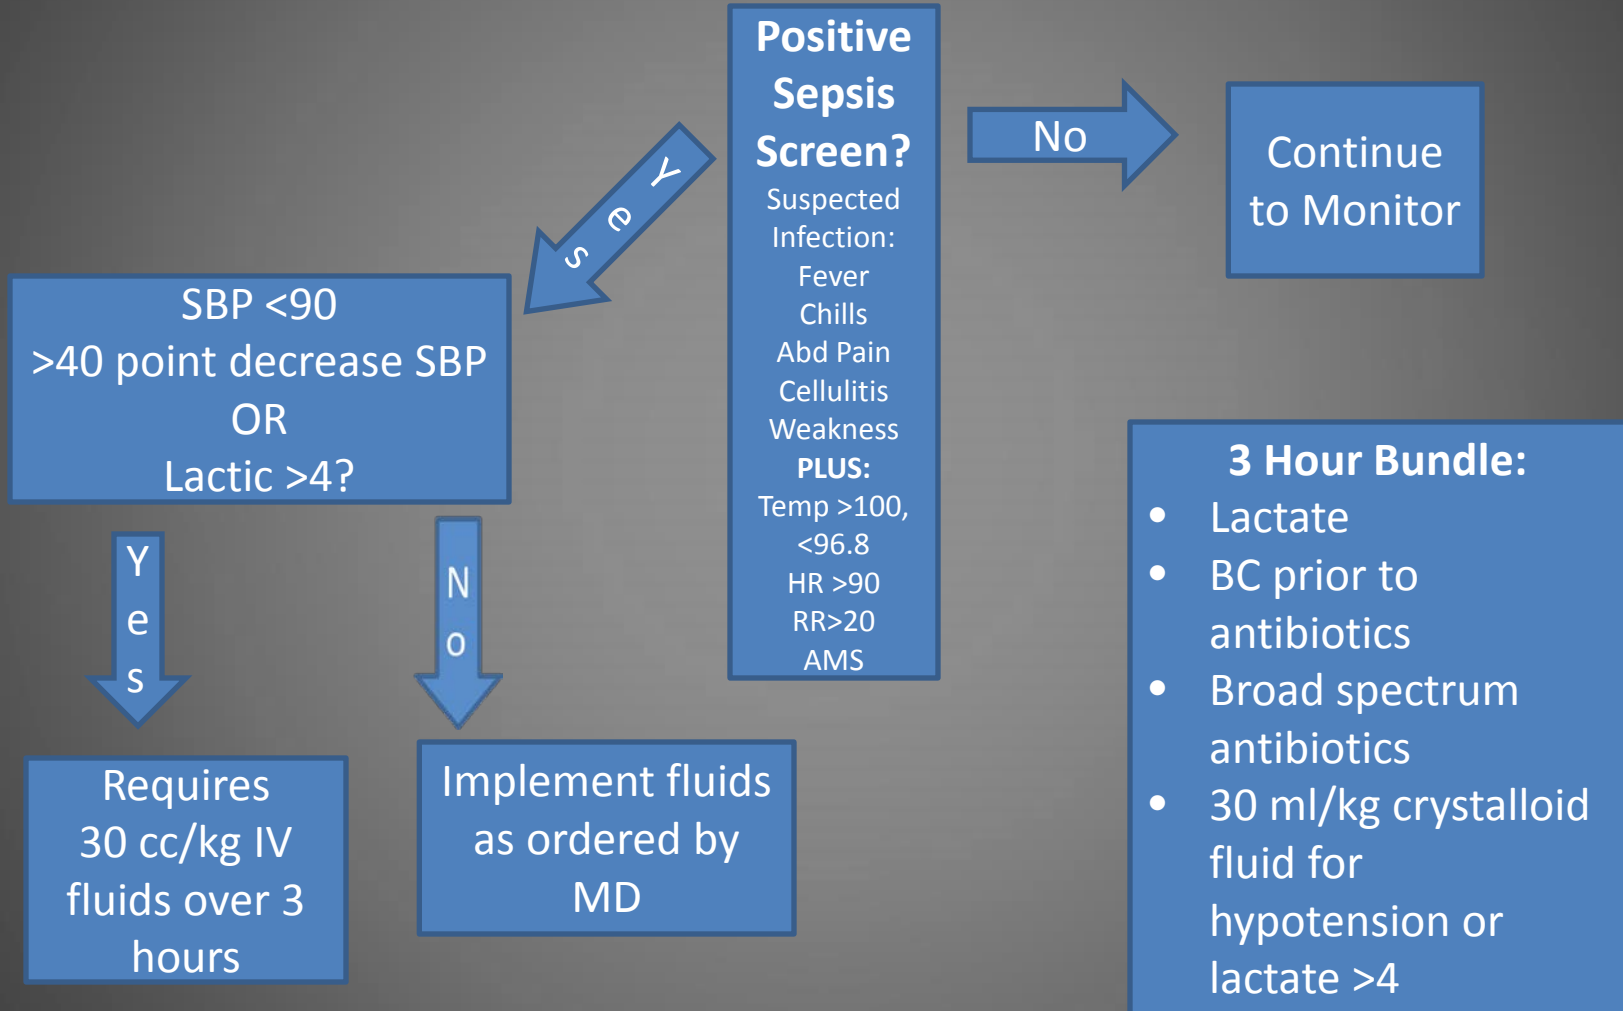 Positive
Sepsis
Screen?
Suspected
Infection:
Fever
Chills
Abd Pain
Cellulitis
Weakness
PLUS:
Temp >100,
<96.8
HR >90
RR>20
AMS
No
Continue
to Monitor
Yes
SBP <90
>40 point decrease SBP
OR
Lactic >4?
Yes
No
Requires
30 cc/kg IV
fluids over 3
hours
Implement fluids
as ordered by
MD
3 Hour Bundle:
• Lactate
• BC prior to
antibiotics
• Broad spectrum
antibiotics
• 30 ml/kg crystalloid
fluid for
hypotension or
lactate >4